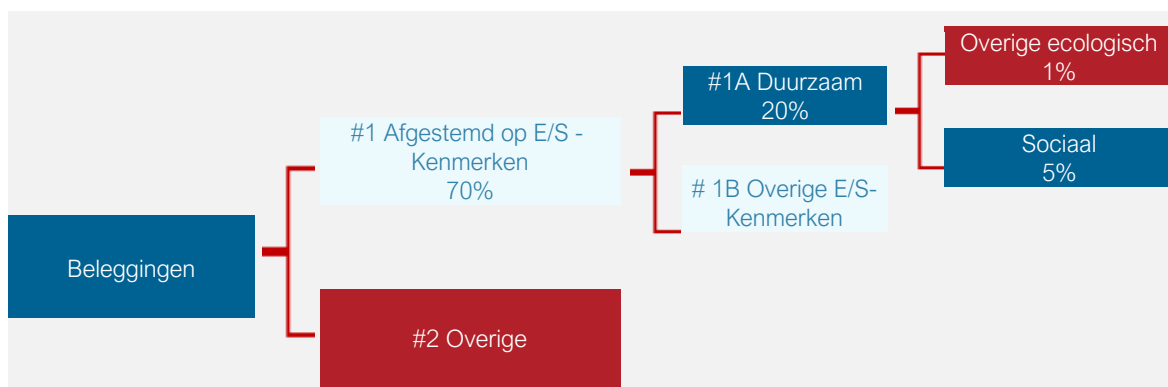 Overige ecologisch
1%
#1A Duurzaam
20%
#1 Afgestemd op E/S -
Kenmerken
70%
Sociaal
5%
# 1B Overige E/S-
Kenmerken
Beleggingen
#2 Overige